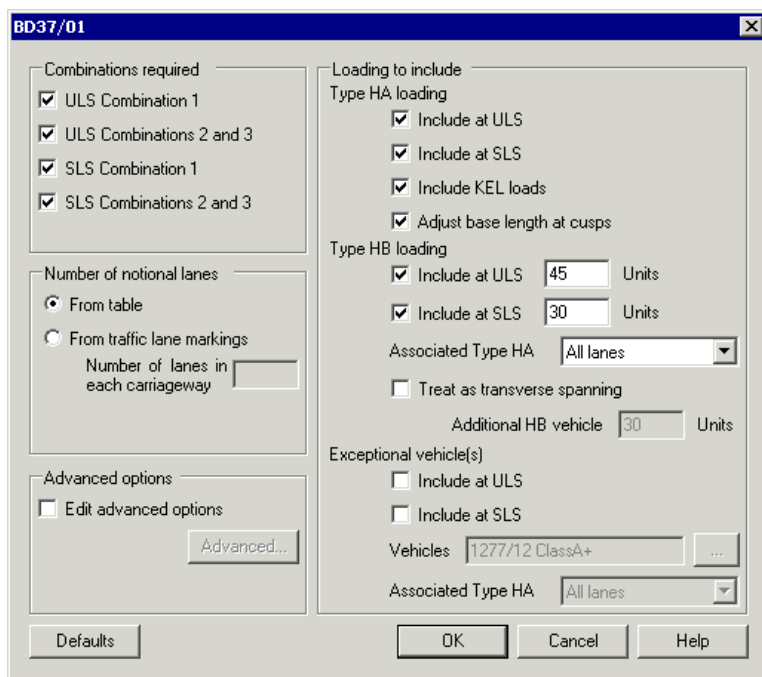 BD37/01
Combinations required
ULS Combination 1
ULS Combinations 2 and 3
SLS Combination 1
SLS Combinations 2 and 3
Number of notional lanes
From table
From traffic lane markings
Number of lanes in
each carriageway
Advanced options
Edit advanced options
Advanced...
Loading to include
Type HA loading
Include at ULS
Include at SLS
Include KEL loads
Adjust base length at cusps
Type HB loading
Include at ULS 45 Units
Include at SLS 30 Units
Associated Type HA All lanes
Treat as transverse spanning
Additional HB vehicle 30 Units
Exceptional vehicle(s)
Include at ULS
Include at SLS
Vehicles 1277/12 ClassA+ ...
Associated Type HA All lanes
Defaults OK Cancel Help